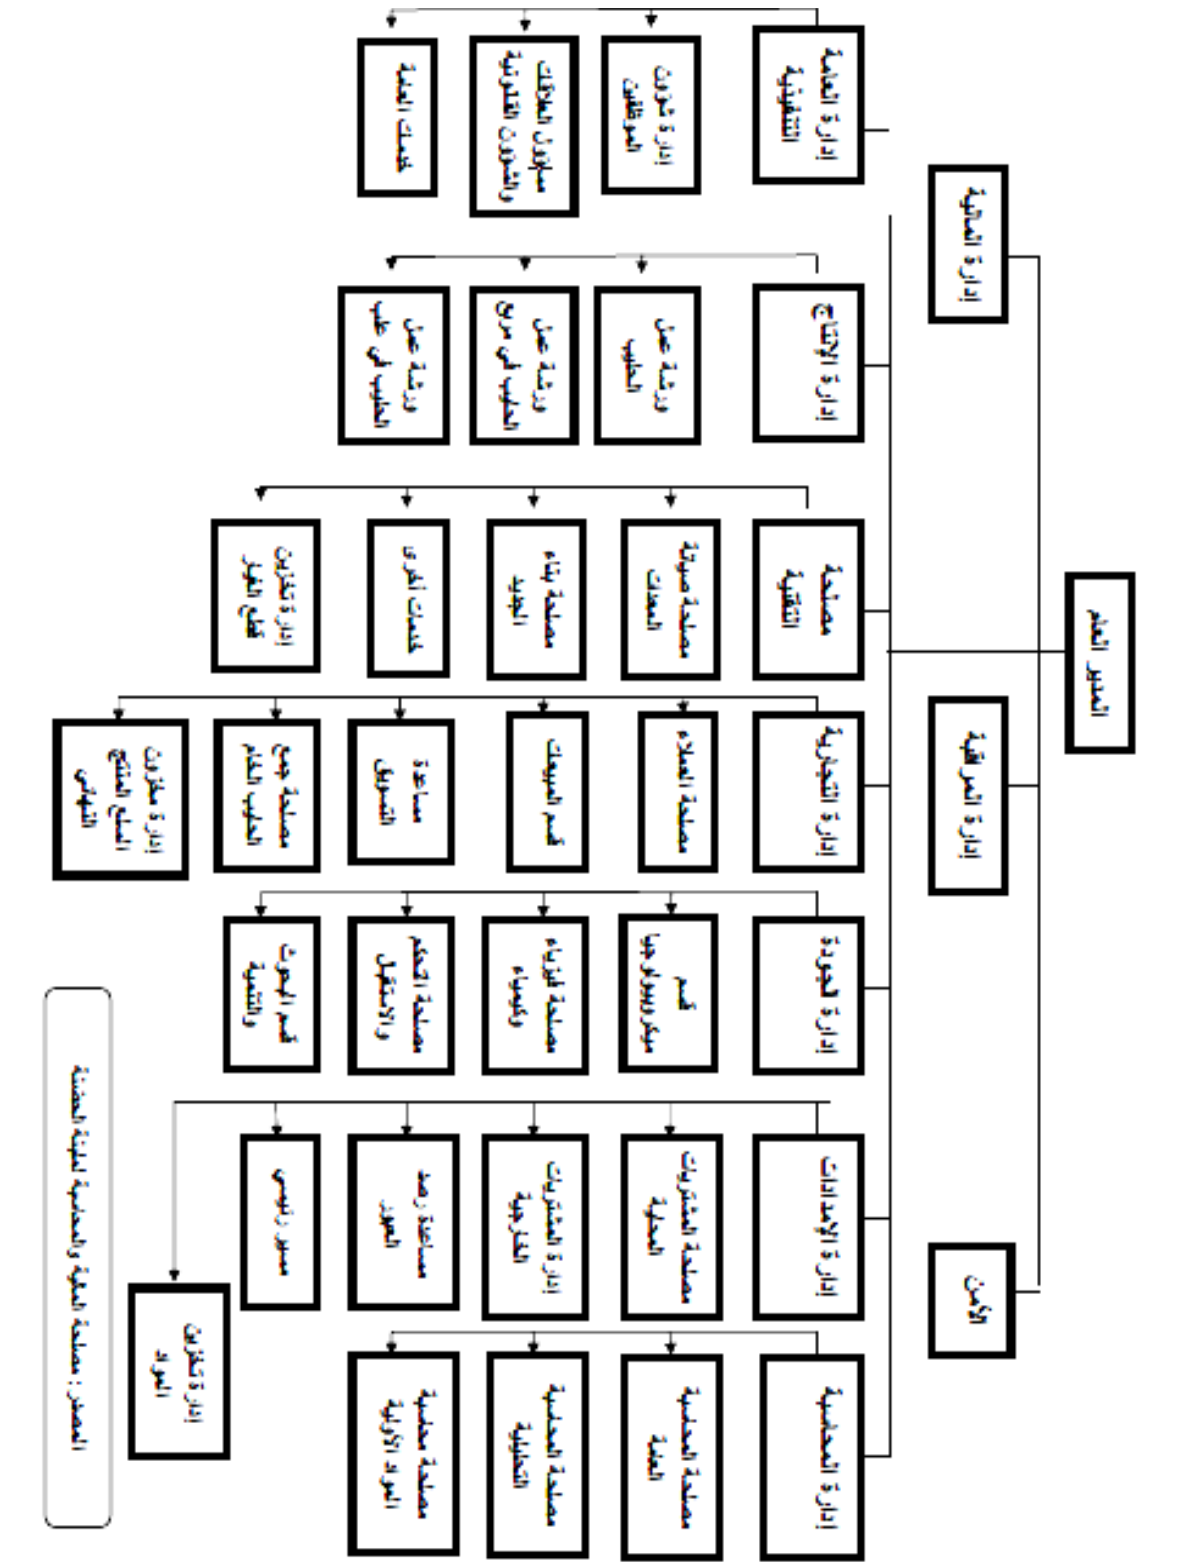 المدير العام
إدارة المالية
إدارة المراقبة
الأمن
إدارة العامة
التنفيذية
إدارة الإنتاج
مصلحة
التقنية
إدارة التجارية
إدارة الجودة
إدارة الإمدادات
إدارة المحاسبة
إدارة شؤون
الموظفين
مسؤول العلاقات
والشؤون القانونية
خدمات العامة
ورشة عمل
الحليب
ورشة عمل
الحليب في مربع
ورشة عمل
الحليب في علب
مصلحة صيانة
المعدات
مصلحة بناء
الجديد
خدمات أخرى
إدارة تخزين
قطع الغيار
مصلحة العملاء
قسم المبيعات
مساعدة
التسويق
مصلحة جمع
الحليب الخام
إدارة مخزون
السلع المنتج
النهائي
قسم
ميكروبيولوجيا
مصلحة فيزياء
وكيمياء
مصلحة التحكم
والاستقبال
قسم البحوث
والتنمية
مصلحة المشتريات
المحلية
إدارة المشتريات
الخارجية
مساعدة رصد
العبور
مسير رئيسي
إدارة تخزين
المواد
مصلحة المحاسبة
العامة
مصلحة المحاسبة
التحليلية
مصلحة محاسبة
المواد الأولية
المصدر : مصلحة المالية والمحاسبة لملبنة الحضنة